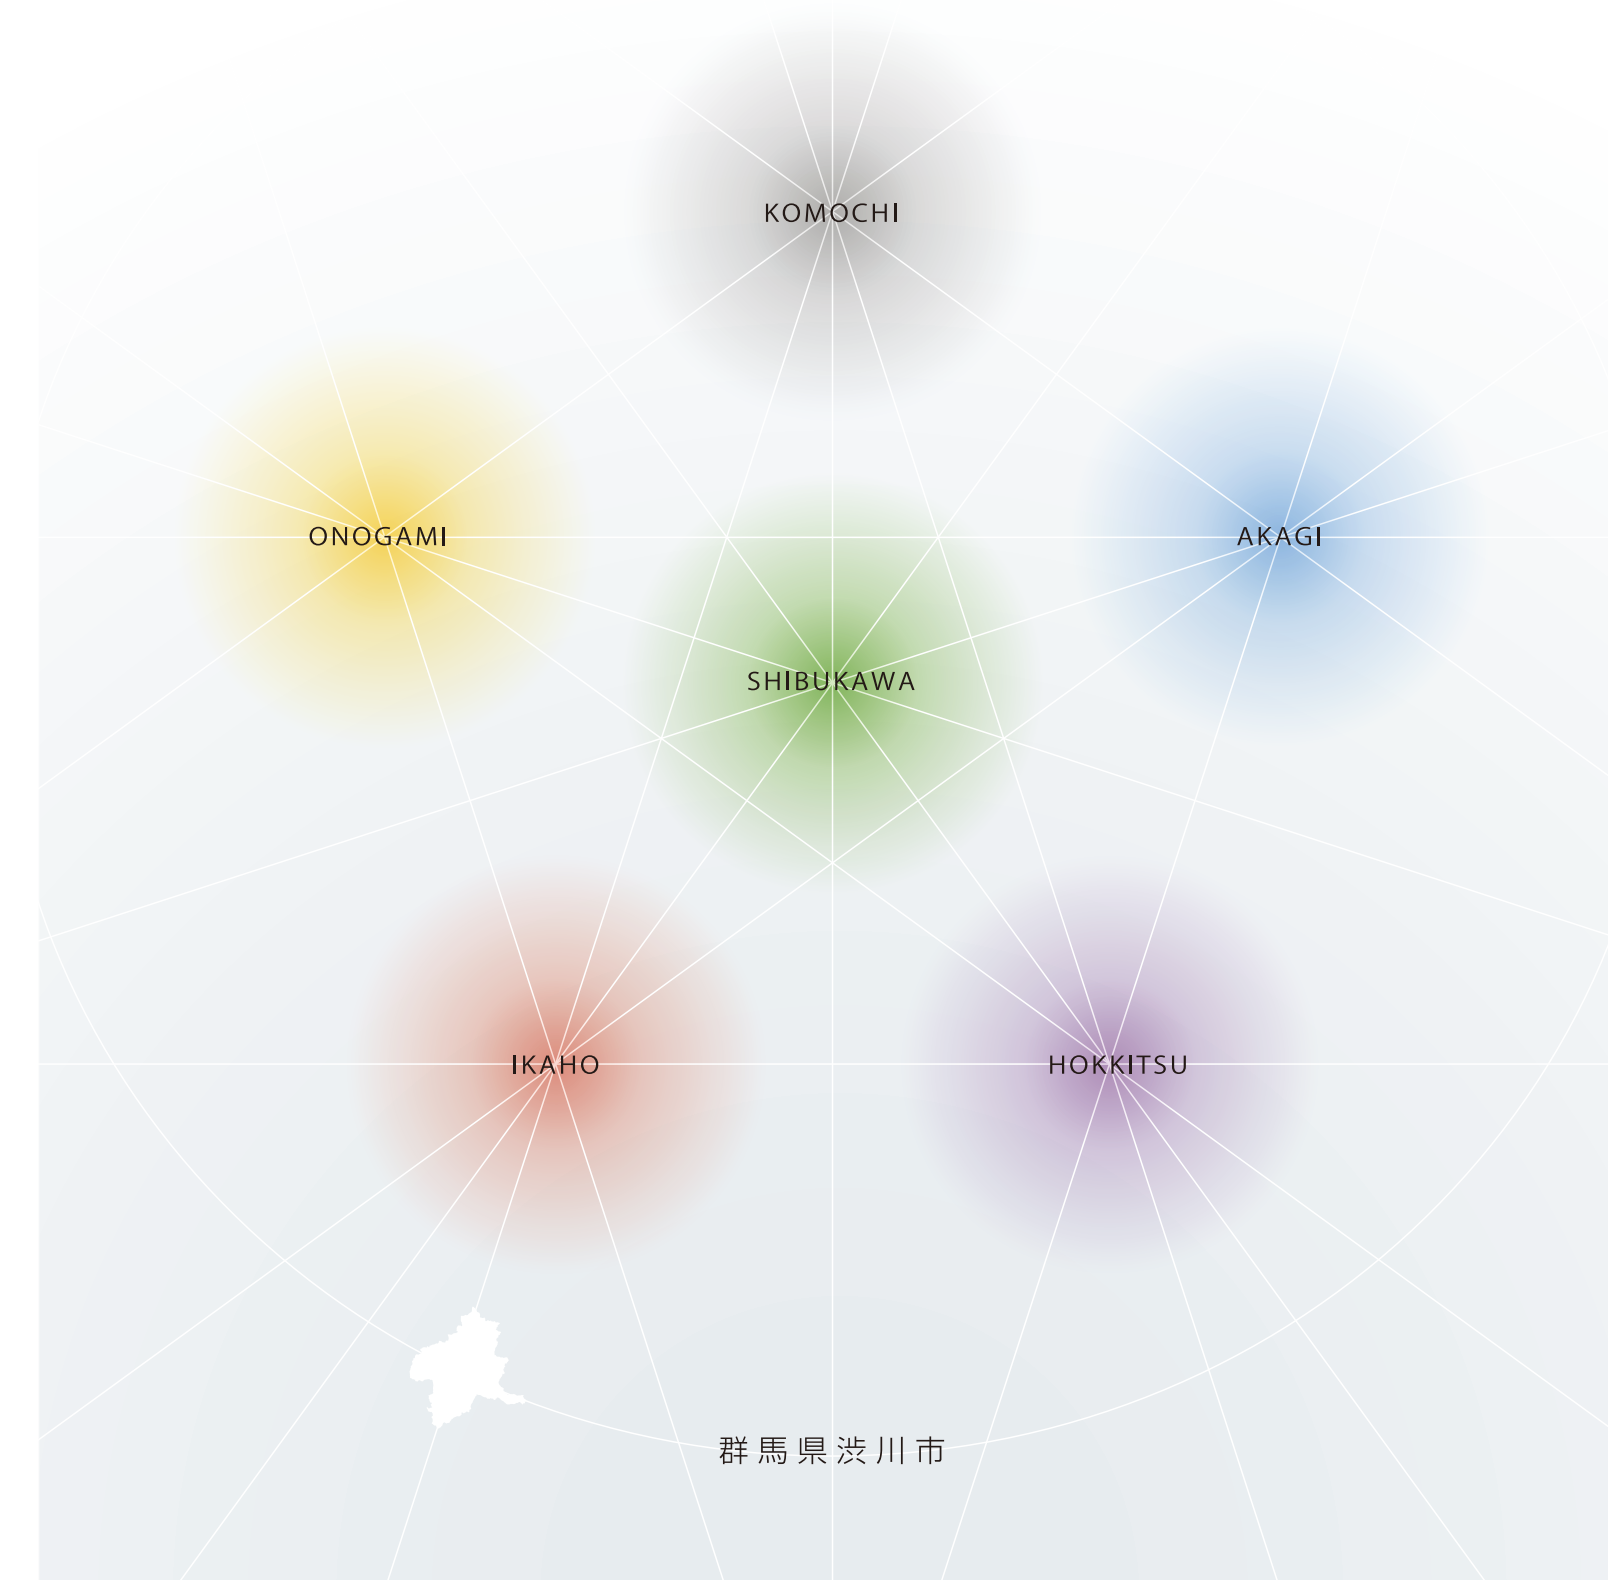 KOMOCHI
ONOGAMI
AKAGI
SHIBUKAWA
IKAHO
HOKKITSU
群馬県渋川市